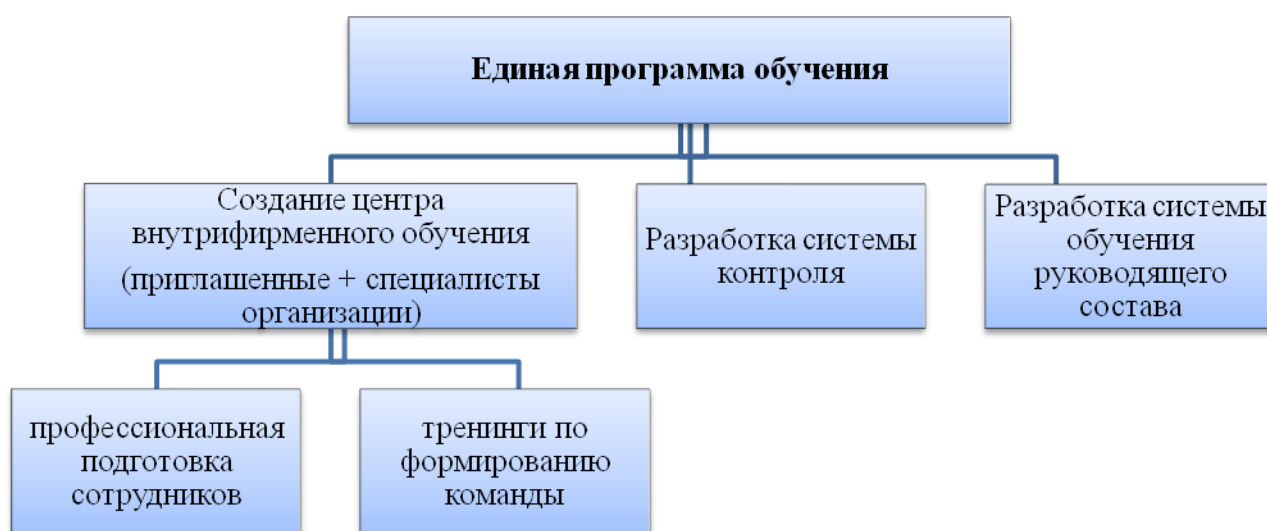 Единая программа обучения
Создание центра
внутрифирменного обучения
(приглашенные + специалисты
организации)
Разработка системы
контроля
Разработка системы
обучения
руководящего
состава
профессиональная
подготовка
сотрудников
тренинги по
формированию
команды